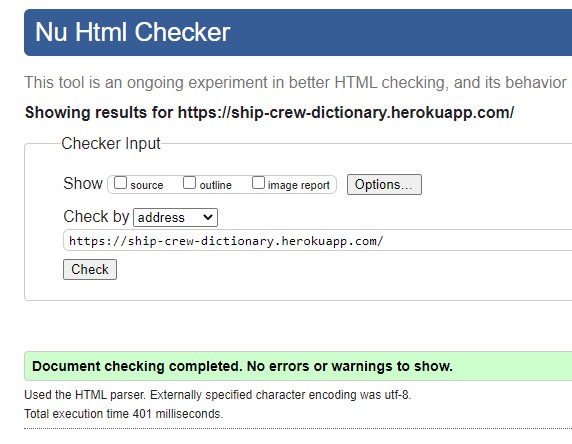 Nu Html Checker
This tool is an ongoing experiment in better HTML checking, and its behavior
Showing results for https://ship-crew-dictionary.herokuapp.com/
Checker Input
Show source outline image report Options...
Check by address
https://ship-crew-dictionary.herokuapp.com/
Check
Document checking completed. No errors or warnings to show.
Used the HTML parser. Externally specified character encoding was utf-8.
Total execution time 401 milliseconds.